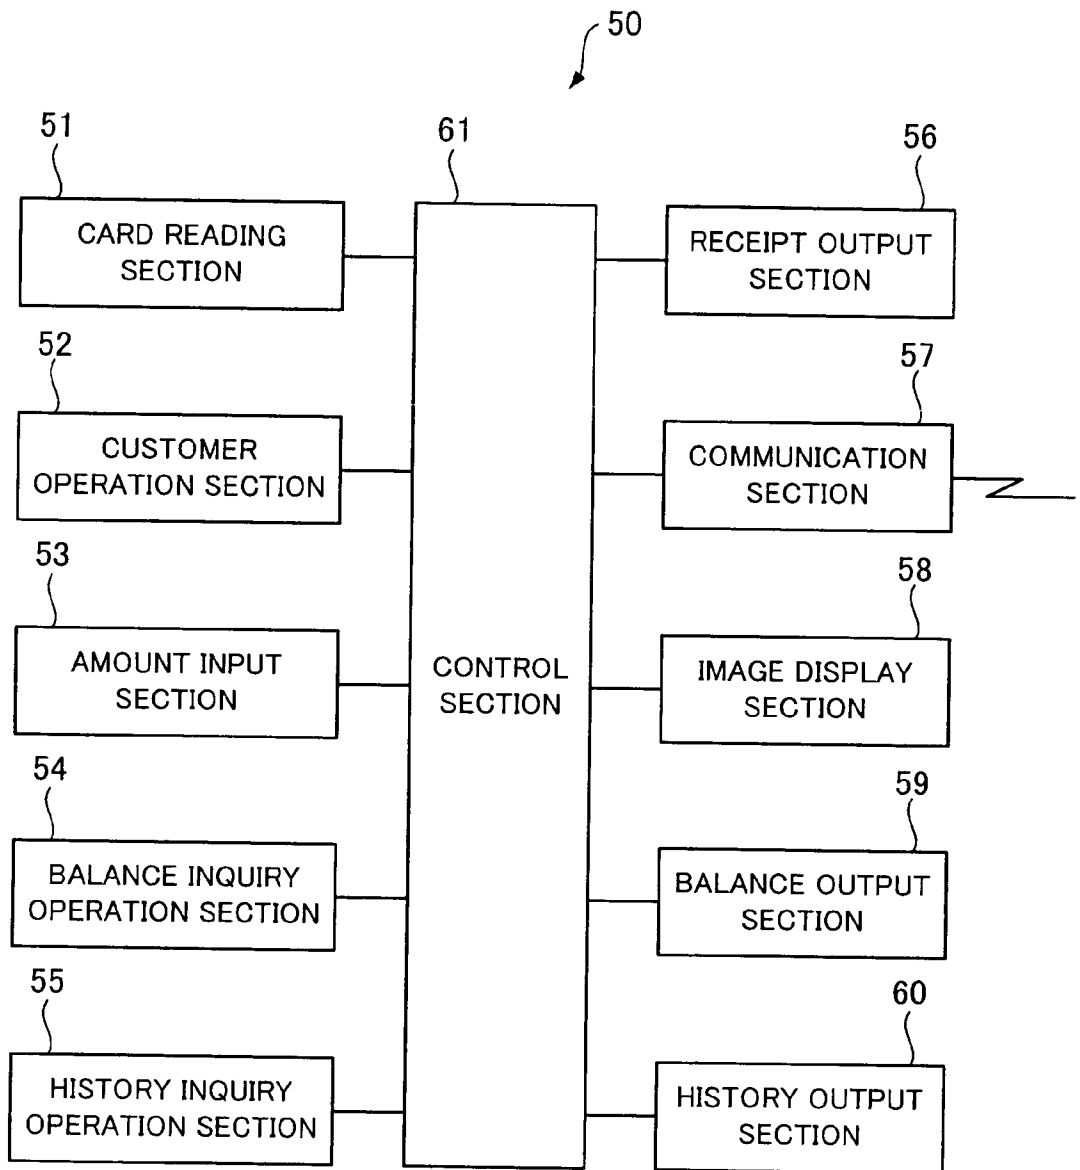 50
51
61
56
CARD READING
SECTION
RECEIPT OUTPUT
SECTION
52
57
CUSTOMER
OPERATION SECTION
COMMUNICATION
SECTION
53
58
AMOUNT INPUT
SECTION
CONTROL
SECTION
IMAGE DISPLAY
SECTION
54
59
BALANCE INQUIRY
OPERATION SECTION
BALANCE OUTPUT
SECTION
55
60
HISTORY INQUIRY
OPERATION SECTION
HISTORY OUTPUT
SECTION